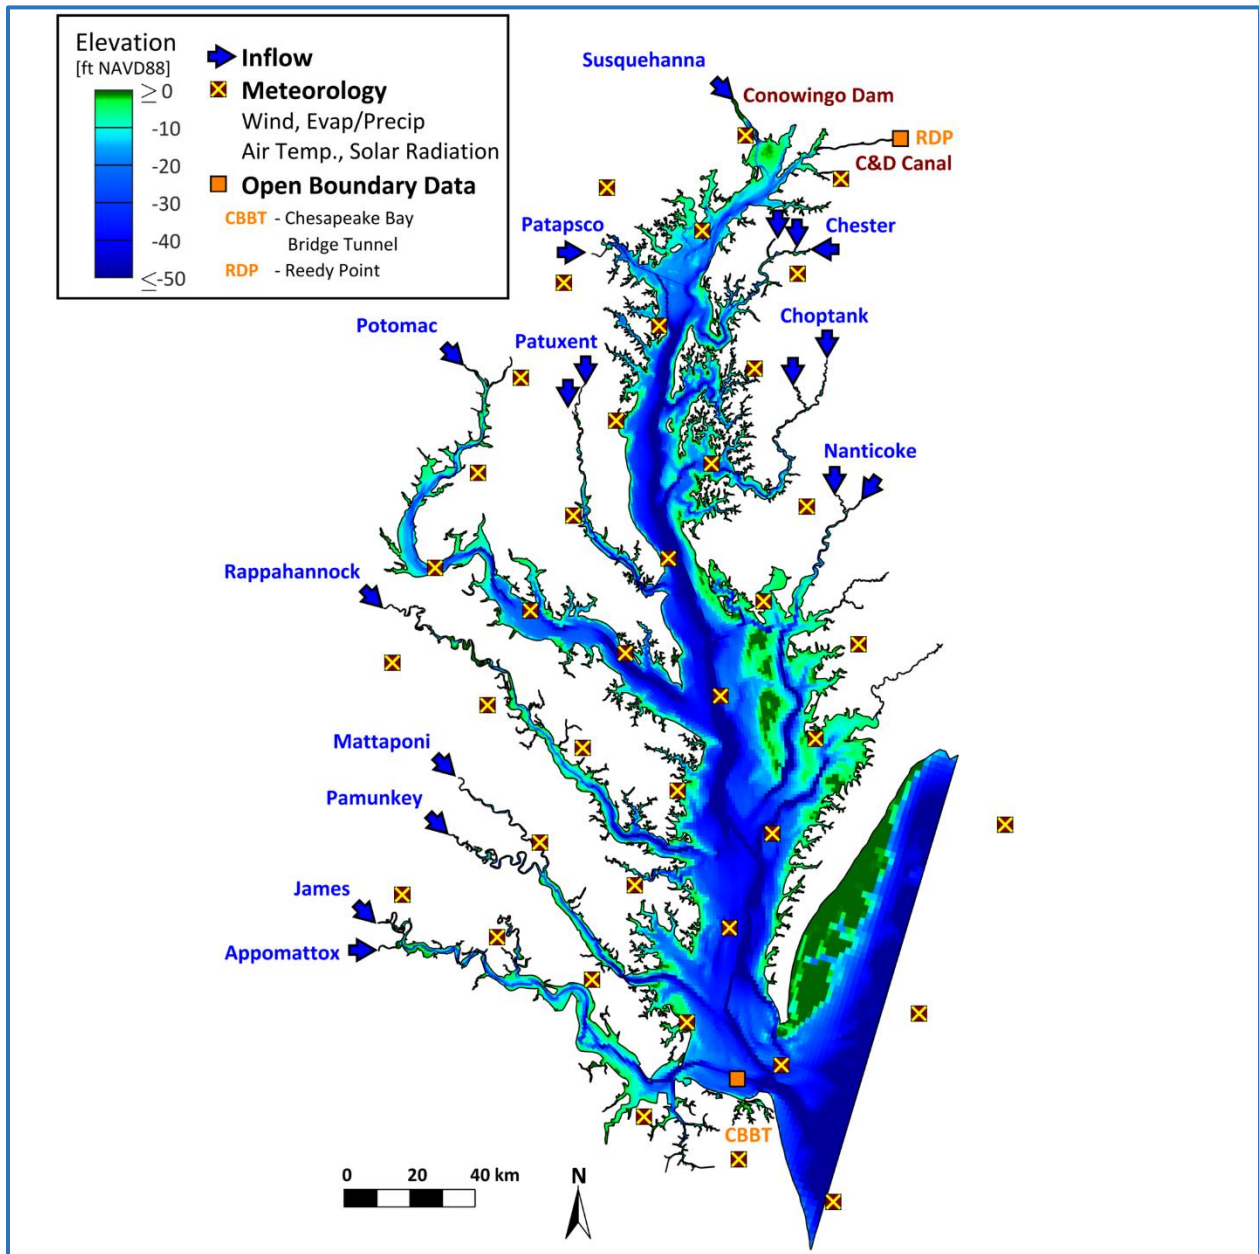 Elevation
[ft NAVD88]
≥ 0
-10
-20
-30
-40
≤-50
Inflow
Meteorology
Wind, Evap/Precip
Air Temp., Solar Radiation
Open Boundary Data
CBBT - Chesapeake Bay
Bridge Tunnel
RDP - Reedy Point
Susquehanna
Conowingo Dam
RDP
C&D Canal
Patapsco
Chester
Potomac
Patuxent
Choptank
Nanticoke
Rappahannock
Mattaponi
Pamunkey
James
Appomattox
CBBT
0 20 40 km
N